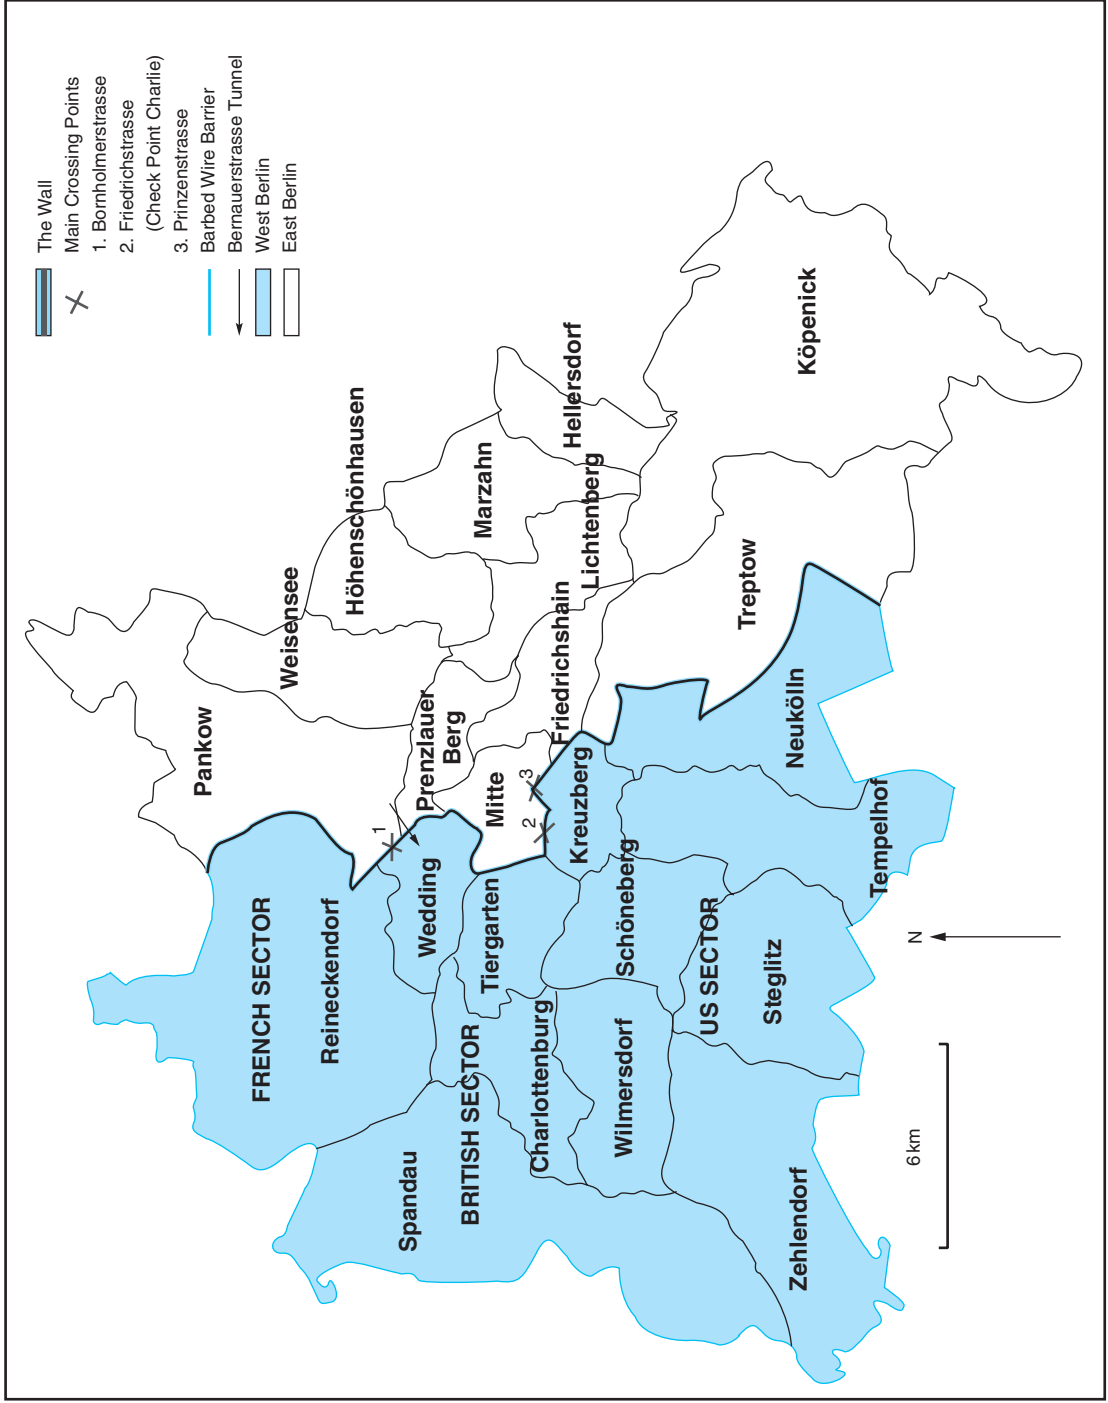 The Wall
Main Crossing Points
1. Bornholmerstrasse
2. Friedrichstrasse
(Check Point Charlie)
3. Prinzenstrasse
Barbed Wire Barrier
Bernauerstrasse Tunnel
West Berlin
East Berlin
Pankow
Weisensee
Höhenschönhausen
FRENCH SECTOR
Reineckendorf
1
Prenzlauer
Berg
Marzahn
Hellersdorf
Wedding
Mitte
Spandau
BRITISH SECTOR
Tiergarten
2
3
Friedrichshain
Lichtenberg
Charlottenburg
Kreuzberg
Wilmersdorf
Schöneberg
US SECTOR
Treptow
Köpenick
Steglitz
Neukölln
Zehlendorf
Tempelhof
6 km
N